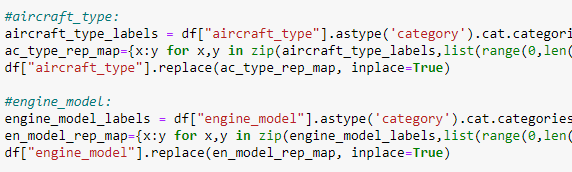 #aircraft_type:
aircraft_type_labels = df["aircraft_type"].astype('category').cat.categori
ac_type_rep_map={x:y for x,y in zip(aircraft_type_labels,list(range(0,len(
df["aircraft_type"].replace(ac_type_rep_map, inplace=True)
#engine_model:
engine_model_labels = df["engine_model"].astype('category').cat.categories
en_model_rep_map={x:y for x,y in zip(engine_model_labels,list(range(0,len(
df["engine_model"].replace(en_model_rep_map, inplace=True)